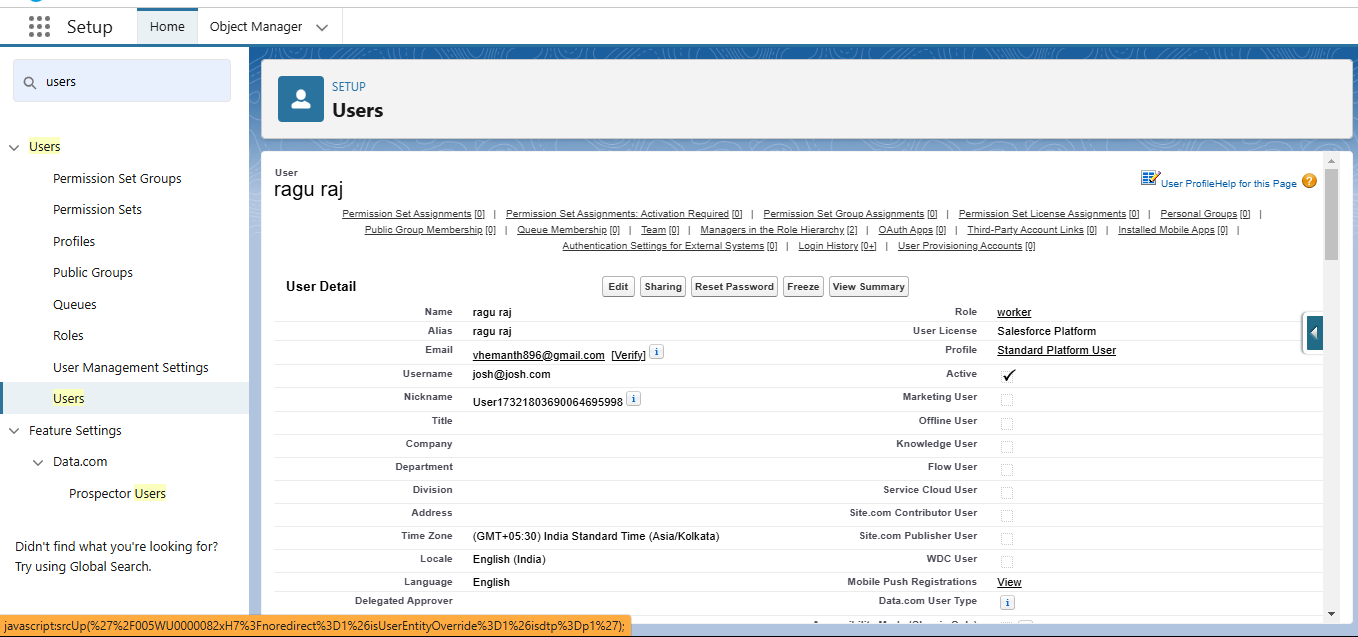 Setup
Home
Object Manager
users
SETUP
Users
Users
Permission Set Groups
Permission Sets
Profiles
Public Groups
Queues
Roles
User Management Settings
Users
Feature Settings
Data.com
Prospector Users
Didn't find what you're looking for?
Try using Global Search.
User
ragu raj
User Profile Help for this Page ?
Permission Set Assignments [0] | Permission Set Assignments: Activation Required [0] | Permission Set Group Assignments [0] | Permission Set License Assignments [0] | Personal Groups [0] |
Public Group Membership [0] | Queue Membership [0] | Team [0] | Managers in the Role Hierarchy [2] | OAuth Apps [0] | Third-Party Account Links [0] | Installed Mobile Apps [0] |
Authentication Settings for External Systems [0] | Login History [0+] | User Provisioning Accounts [0]
User Detail Edit Sharing Reset Password Freeze View Summary
Name ragu raj Role worker
Alias ragu raj User License Salesforce Platform
Email vhemanth896@gmail.com [Verify] i Profile Standard Platform User
Username josh@josh.com Active
Nickname User17321803690064695998 i Marketing User
Title Offline User
Company Knowledge User
Department Flow User
Division Service Cloud User
Address Site.com Contributor User
Time Zone (GMT+05:30) India Standard Time (Asia/Kolkata) Site.com Publisher User
Locale English (India) WDC User
Language English Mobile Push Registrations View
Delegated Approver Data.com User Type i
javascript:srcUp(%27%2F005WU0000082xH7%3Fnoredirect%3D1%26isUserEntityOverride%3D1%26isdtp%3Dp1%27);